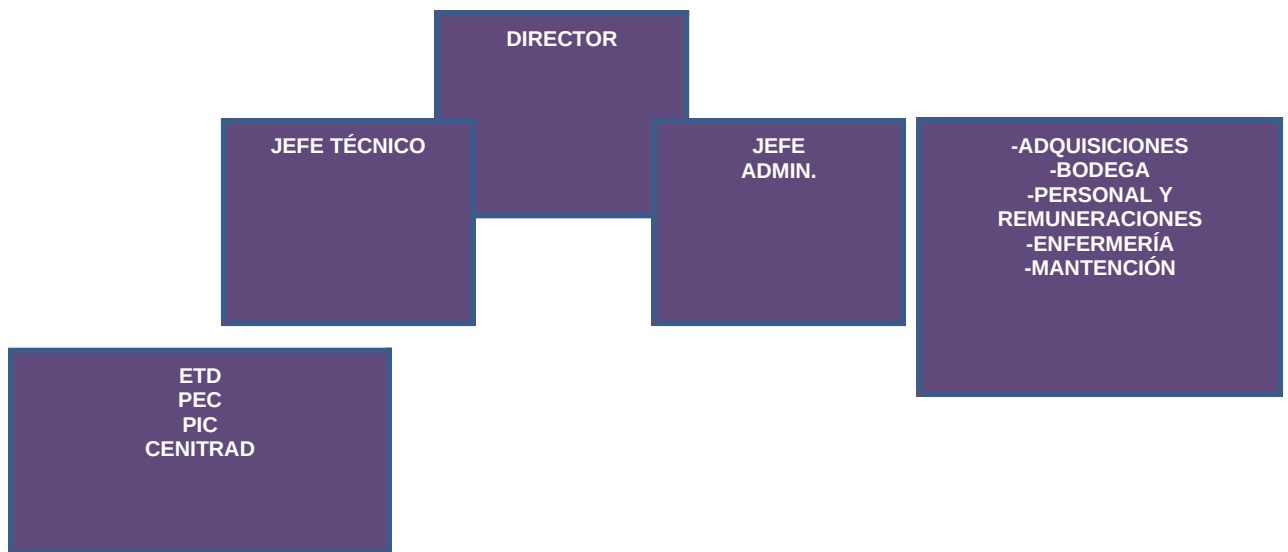 DIRECTOR
JEFE TÉCNICO
JEFE
ADMIN.
-ADQUISICIONES
-BODEGA
-PERSONAL Y
REMUNERACIONES
-ENFERMERÍA
-MANTENCIÓN
ETD
PEC
PIC
CENITRAD